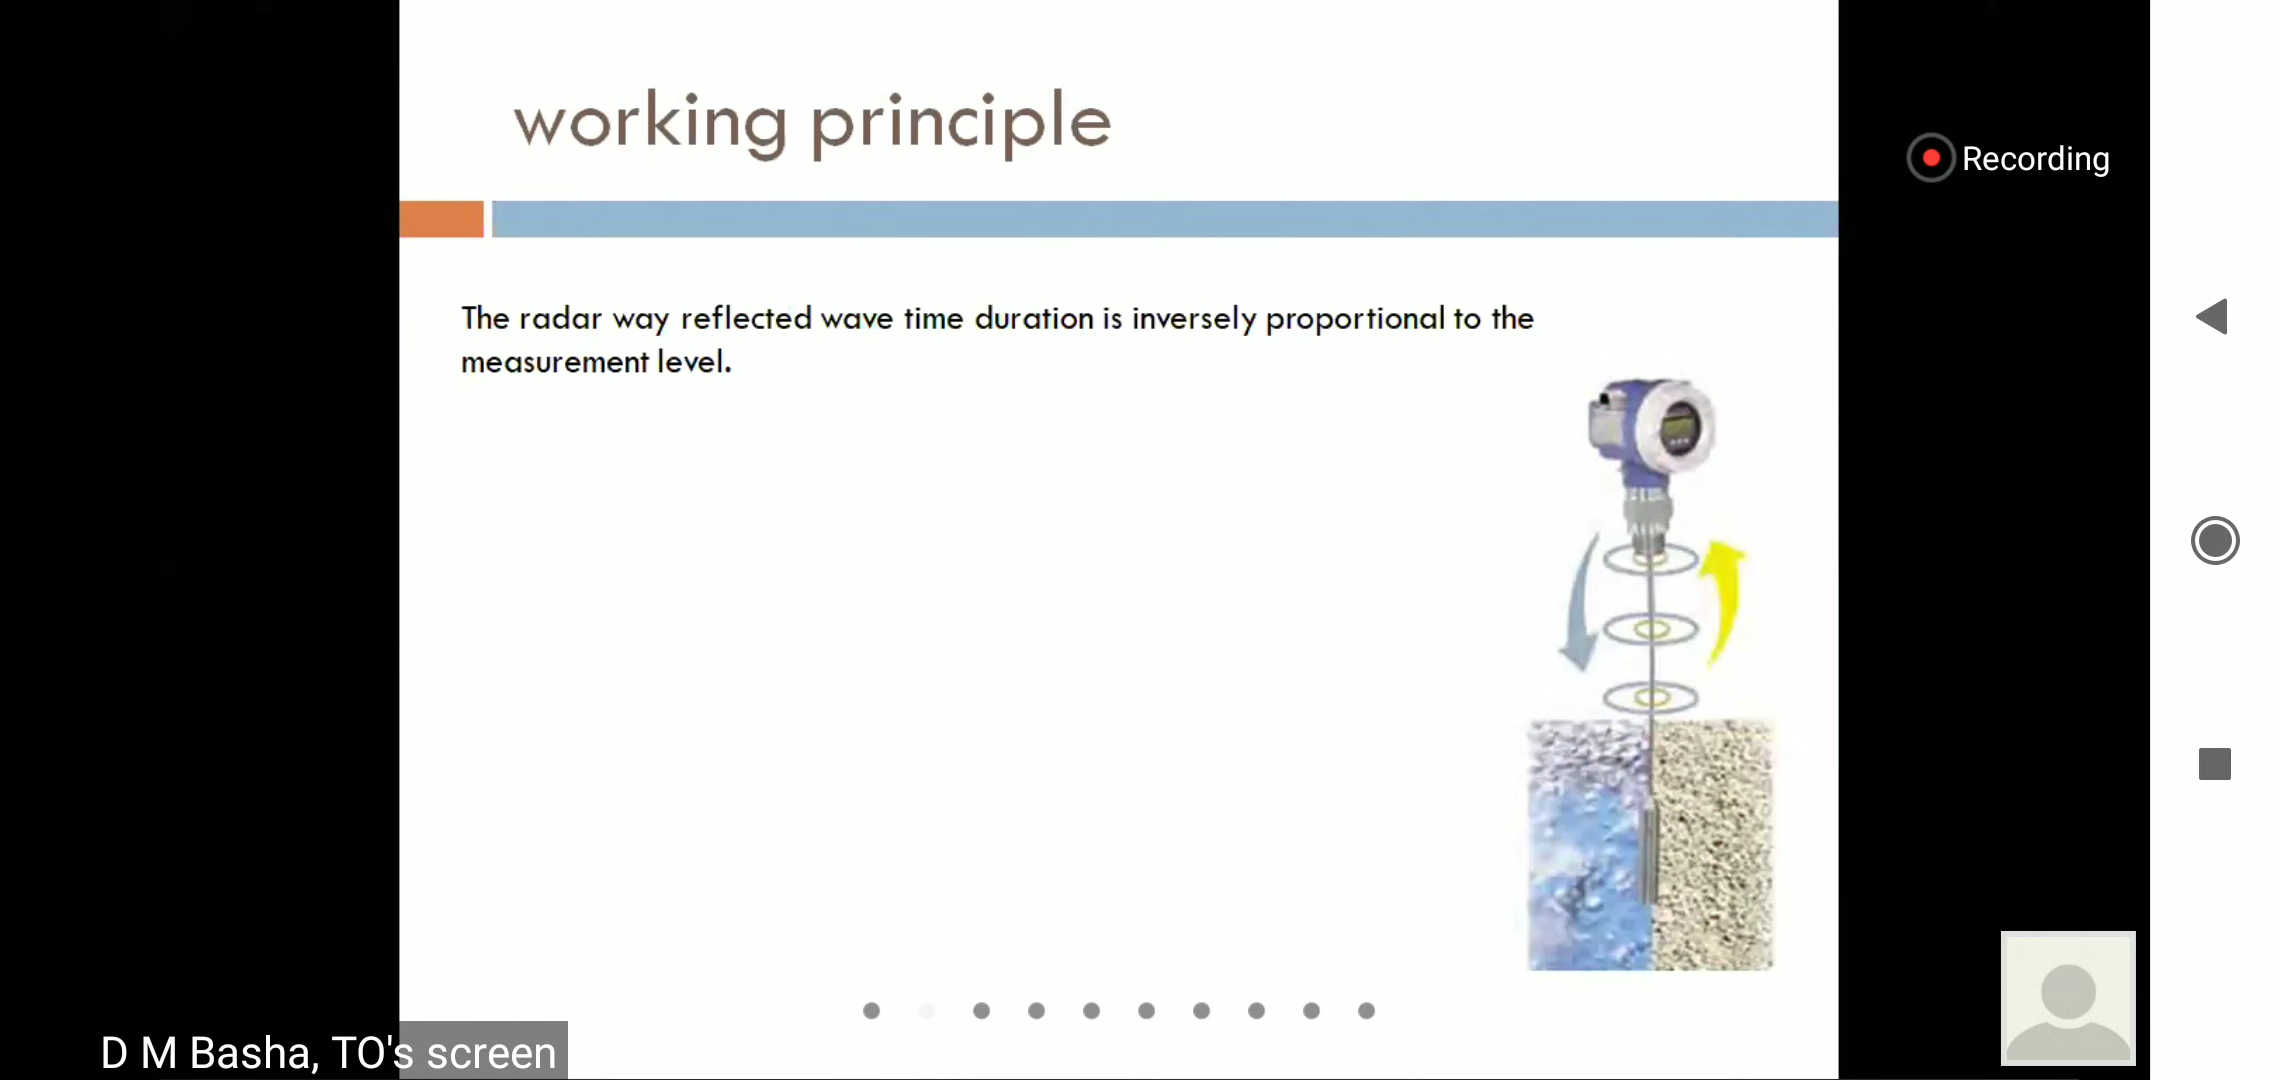 working principle
Recording
The radar way reflected wave time duration is inversely proportional to the
measurement level.
D M Basha, TO's screen